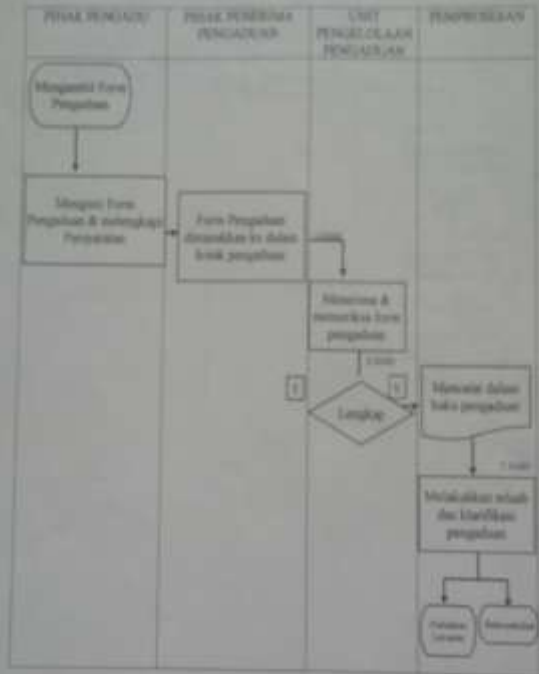 PIHAK PENGADU
PIHAK PENERIMA
PENGADUAN
UNIT
PENGELOLAAN
PENGADUAN
PEMPROSESAN
Mengambil Form
Pengaduan
Mengisi Form
Pengaduan & melengkapi
Persyaratan
Form Pengaduan
dimasukkan ke dalam
kotak pengaduan
Menerima &
memeriksa form
pengaduan
Lengkap
Mencatat dalam
buku pengaduan
Melakukan telaah
dan klarifikasi
pengaduan